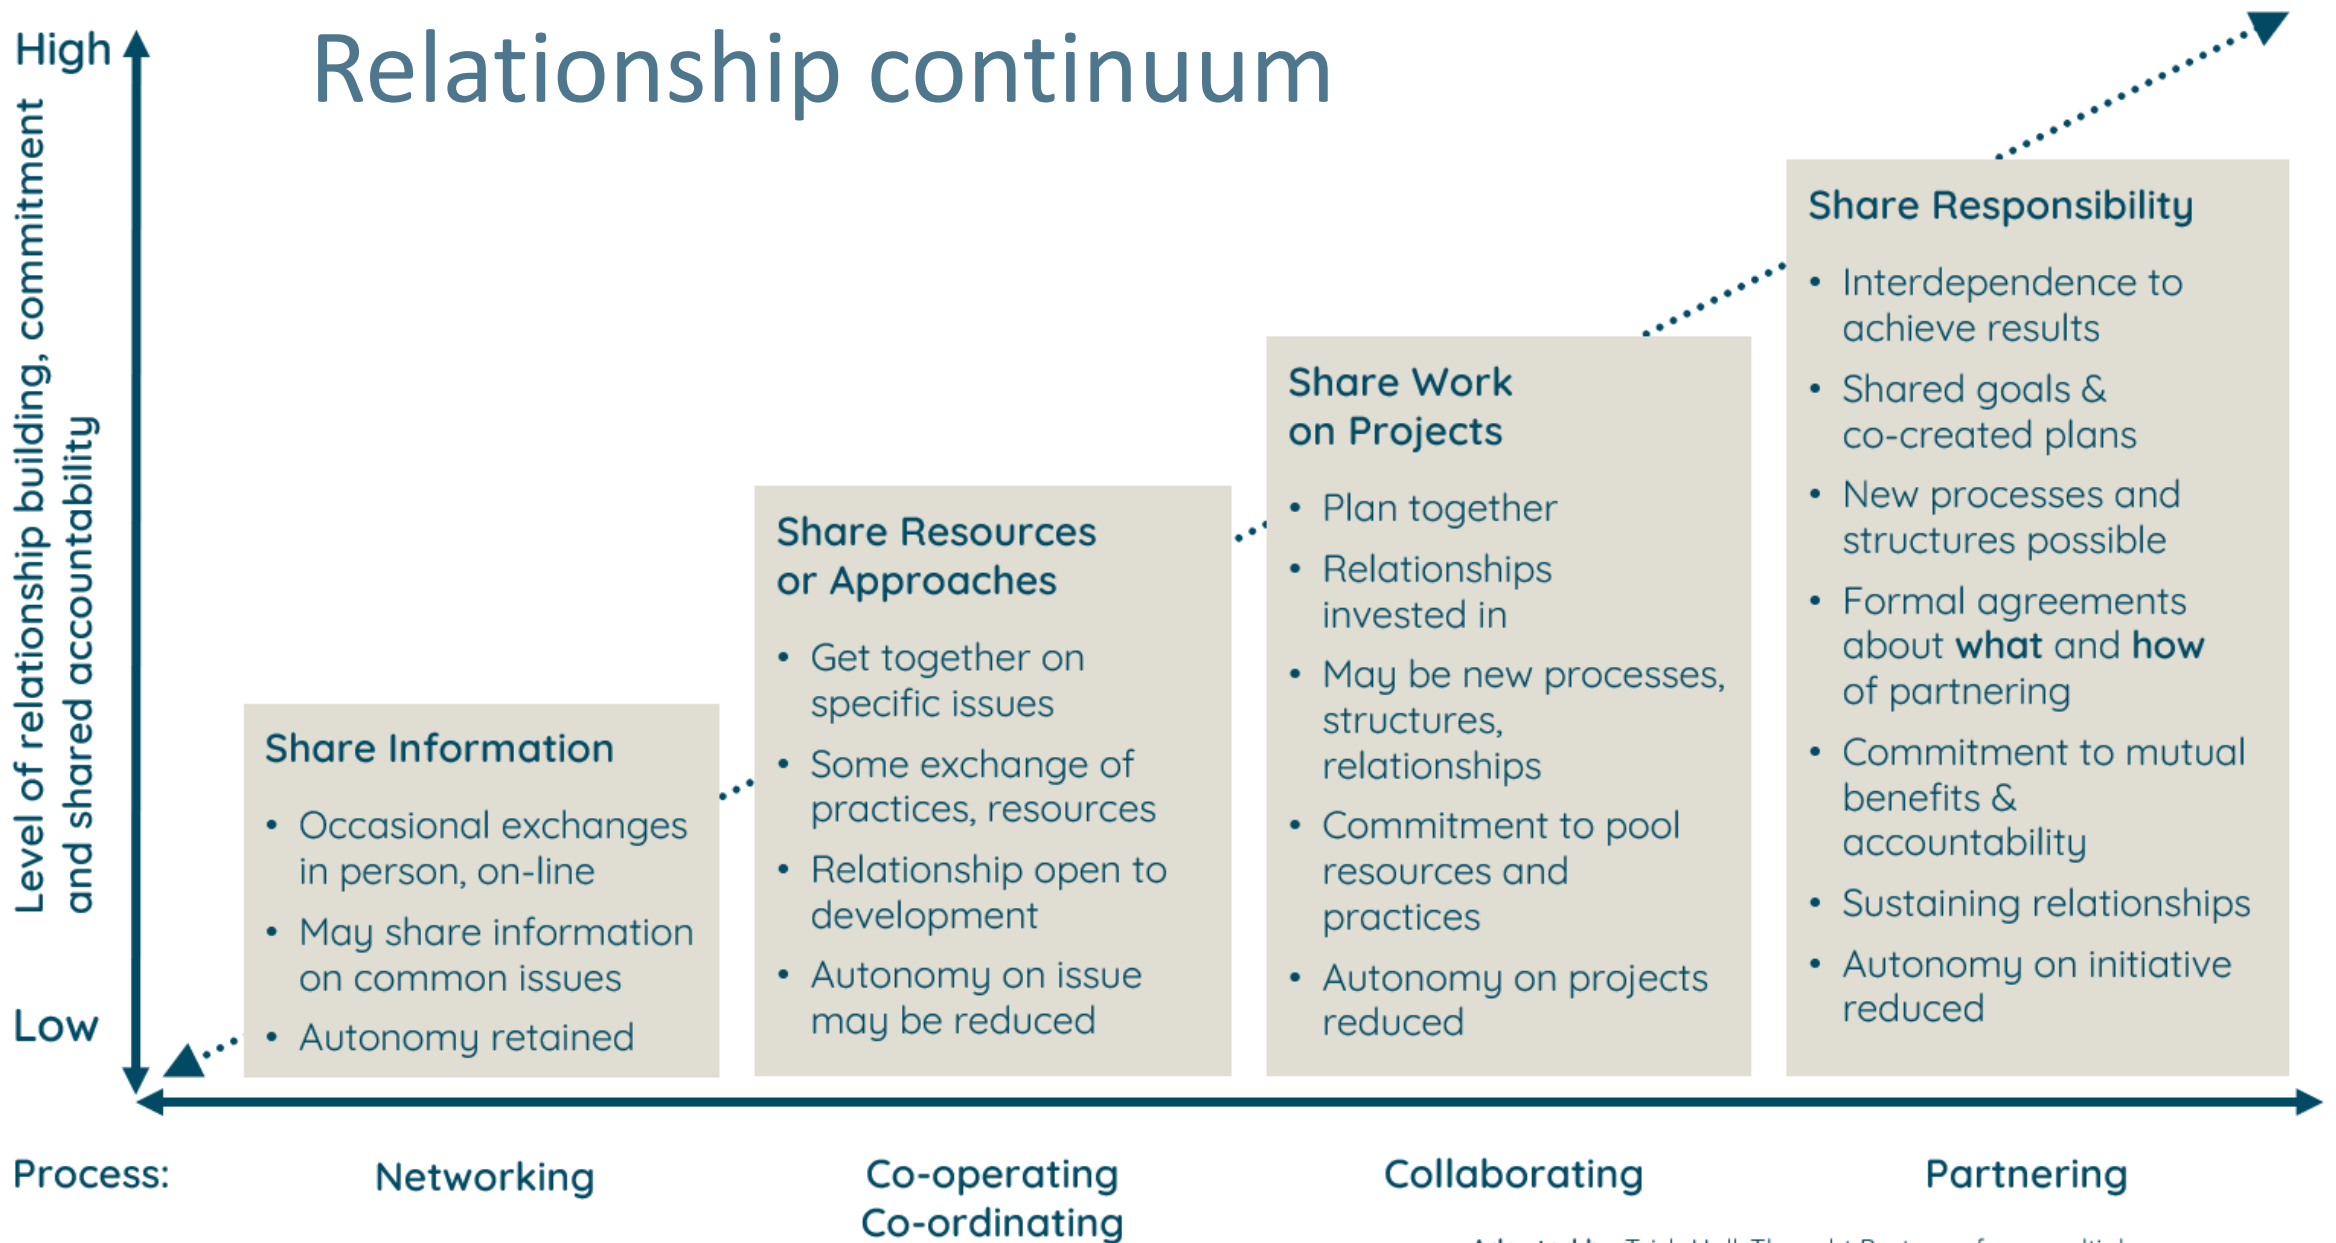 Relationship continuum
High
Level of relationship building, commitment
and shared accountability
Low
Share Information
• Occasional exchanges
in person, on-line
• May share information
on common issues
• Autonomy retained
Share Resources
or Approaches
• Get together on
specific issues
• Some exchange of
practices, resources
• Relationship open to
development
• Autonomy on issue
may be reduced
Share Work
on Projects
• Plan together
• Relationships
invested in
• May be new processes,
structures,
relationships
• Commitment to pool
resources and
practices
• Autonomy on projects
reduced
Share Responsibility
• Interdependence to
achieve results
• Shared goals &
co-created plans
• New processes and
structures possible
• Formal agreements
about what and how
of partnering
• Commitment to mutual
benefits &
accountability
• Sustaining relationships
• Autonomy on initiative
reduced
Process:
Networking
Co-operating
Co-ordinating
Collaborating
Partnering